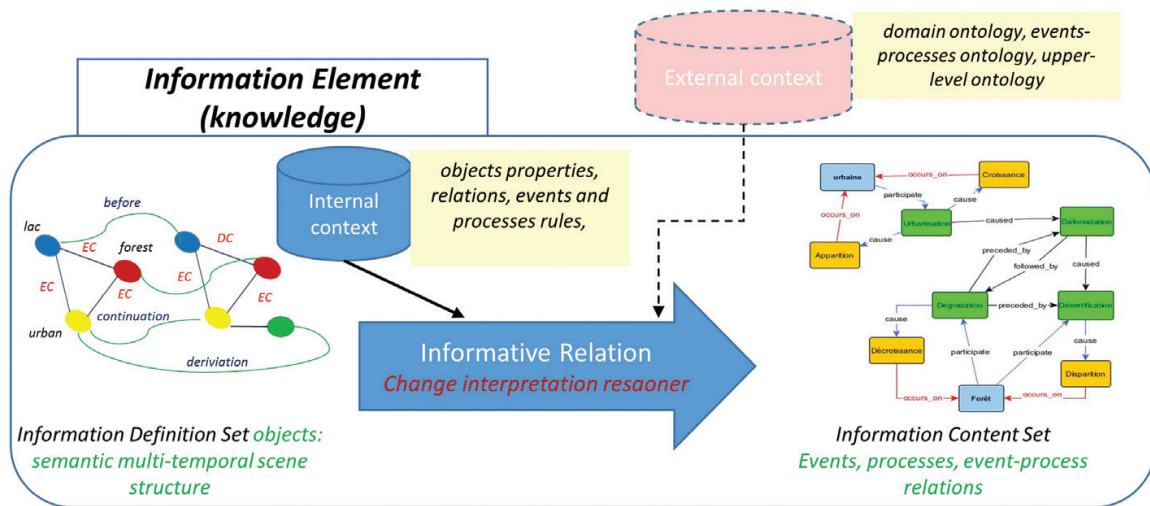 Information Element
(knowledge)
External context
domain ontology, events-
processes ontology, upper-
level ontology
Internal
context
objects properties,
relations, events and
processes rules,
lac
before
EC
forest
DC
EC
EC
EC
EC
urban
continuation
deriviation
Informative Relation
Change interpretation resaoner
urbaine
occurs_on
Croissance
participate
cause
occurs_on
Urbanisation
caused
Déforestation
cause
Apparition
preceded_by
followed_by
caused
Dégradation
preceded_by
Désertification
cause
cause
Décroissance
participate
participate
Disparition
occurs_on
Forêt
occurs_on
Information Definition Set objects:
semantic multi-temporal scene
structure
Information Content Set
Events, processes, event-process
relations